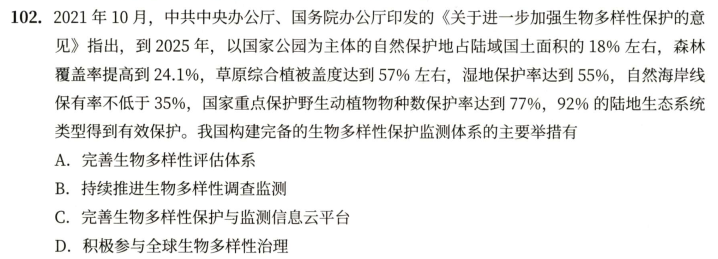 102. 2021 年 10 月，中共中央办公厅、国务院办公厅印发的《关于进一步加强生物多样性保护的意
见》指出，到 2025 年，以国家公园为主体的自然保护地占陆域国土面积的 18% 左右，森林
覆盖率提高到 24.1%，草原综合植被盖度达到 57% 左右，湿地保护率达到 55%，自然海岸线
保有率不低于 35%，国家重点保护野生动植物物种数保护率达到 77%，92% 的陆地生态系统
类型得到有效保护。我国构建完备的生物多样性保护监测体系的主要举措有
A．完善生物多样性评估体系
B．持续推进生物多样性调查监测
C．完善生物多样性保护与监测信息云平台
D．积极参与全球生物多样性治理